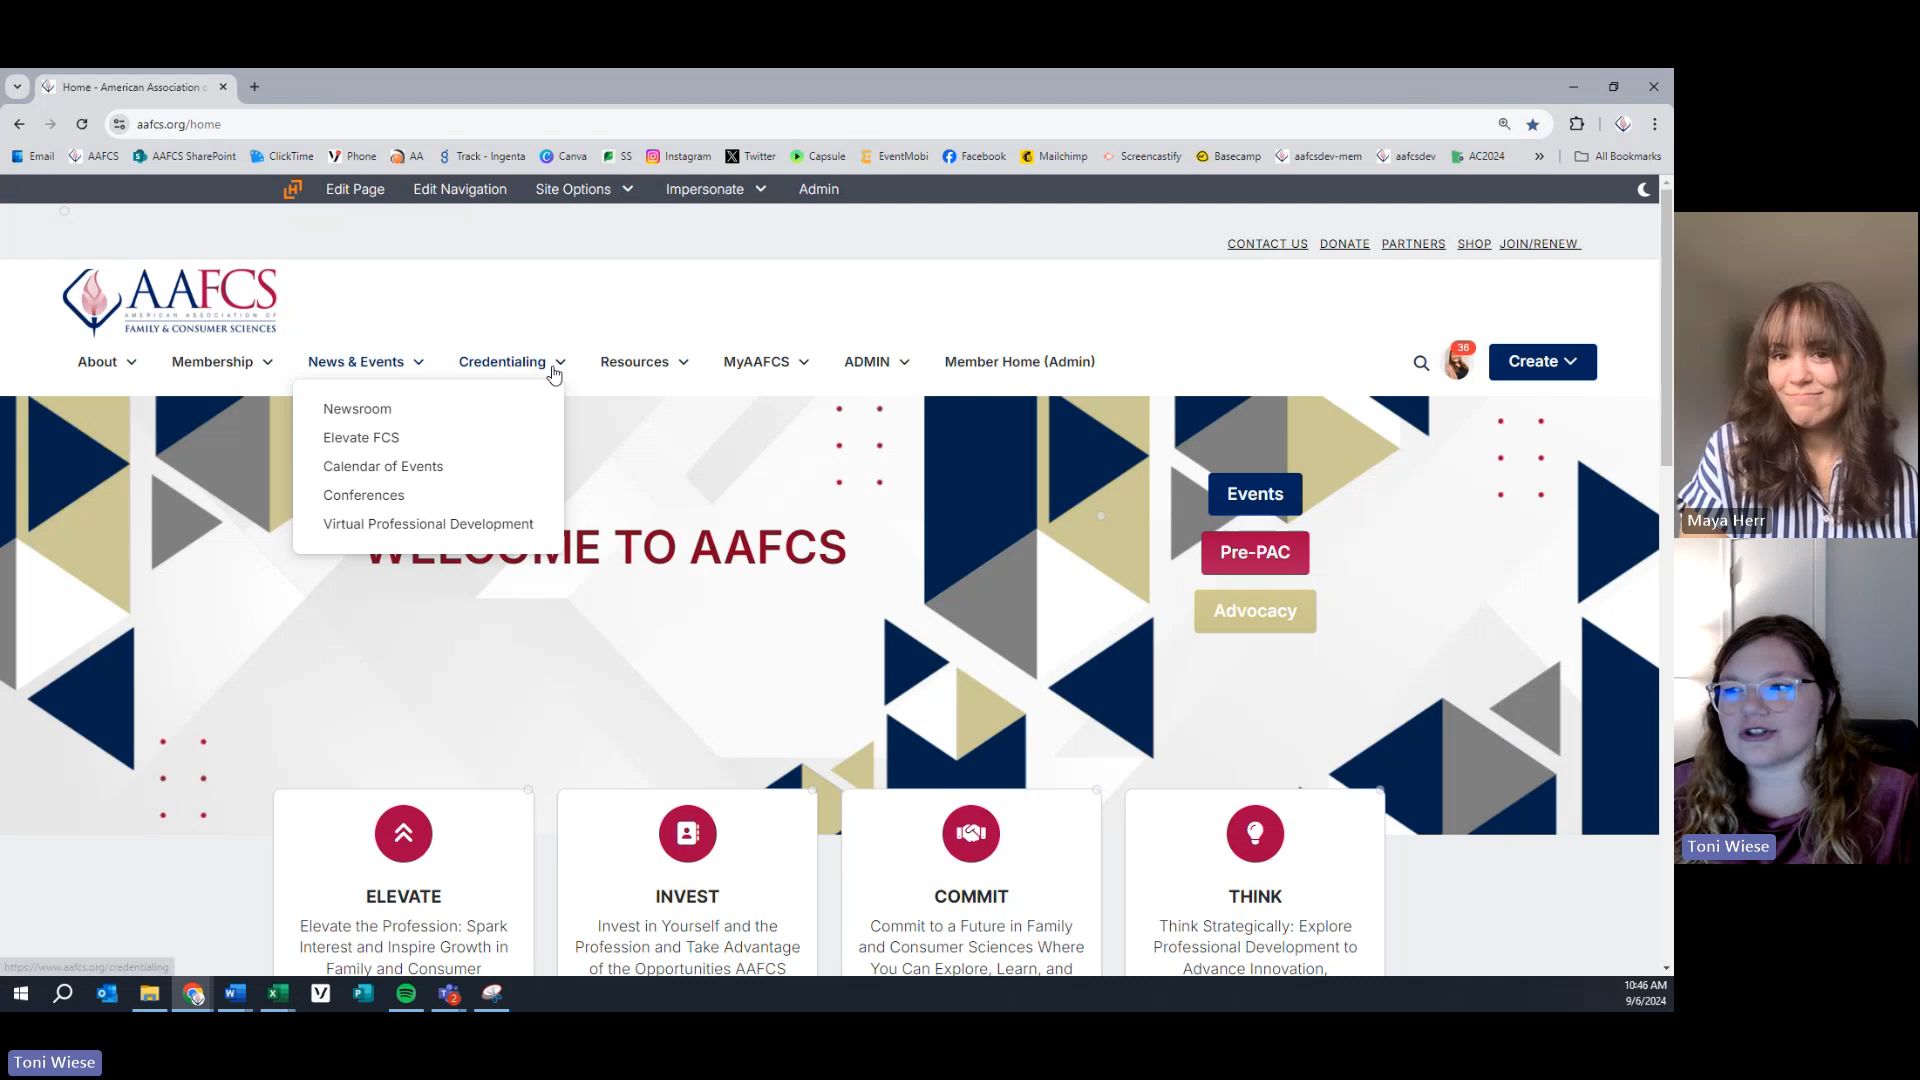 Home - American Association
aafcs.org/home
Email AAFCS AAFCS SharePoint ClickTime Phone AA Track - Ingenta Canva SS Instagram Twitter Capsule EventMobi Facebook Mailchimp Screencastify Basecamp aafcsdev-mem aafcsdev AC2024 » All Bookmarks
Edit Page Edit Navigation Site Options Impersonate Admin
CONTACT US DONATE PARTNERS SHOP JOIN/RENEW
AAFCS
AMERICAN ASSOCIATION OF
FAMILY & CONSUMER SCIENCES
About Membership News & Events Credentialing Resources MyAAFCS ADMIN Member Home (Admin) 36 Create
Newsroom
Elevate FCS
Calendar of Events
Conferences
Virtual Professional Development
WELCOME TO AAFCS
Events
Pre-PAC
Advocacy
ELEVATE
Elevate the Profession: Spark
Interest and Inspire Growth in
Family and Consumer
INVEST
Invest in Yourself and the
Profession and Take Advantage
of the Opportunities AAFCS
COMMIT
Commit to a Future in Family
and Consumer Sciences Where
You Can Explore, Learn, and
THINK
Think Strategically: Explore
Professional Development to
Advance Innovation,
https://www.aafcs.org/credentialing
2
10:46 AM
9/6/2024
Maya Herr
Toni Wiese
Toni Wiese